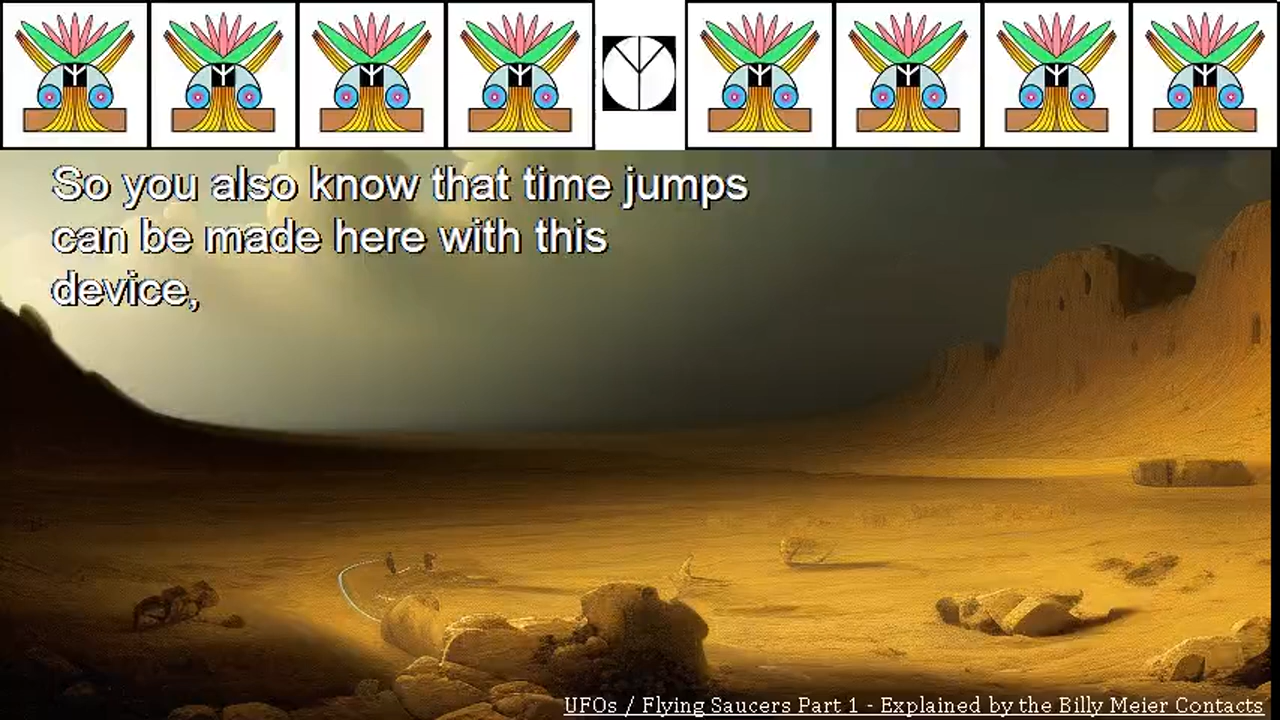 So you also know that time jumps
can be made here with this
device,
UFOs / Flying Saucers Part 1 - Explained by the Billy Meier Contacts